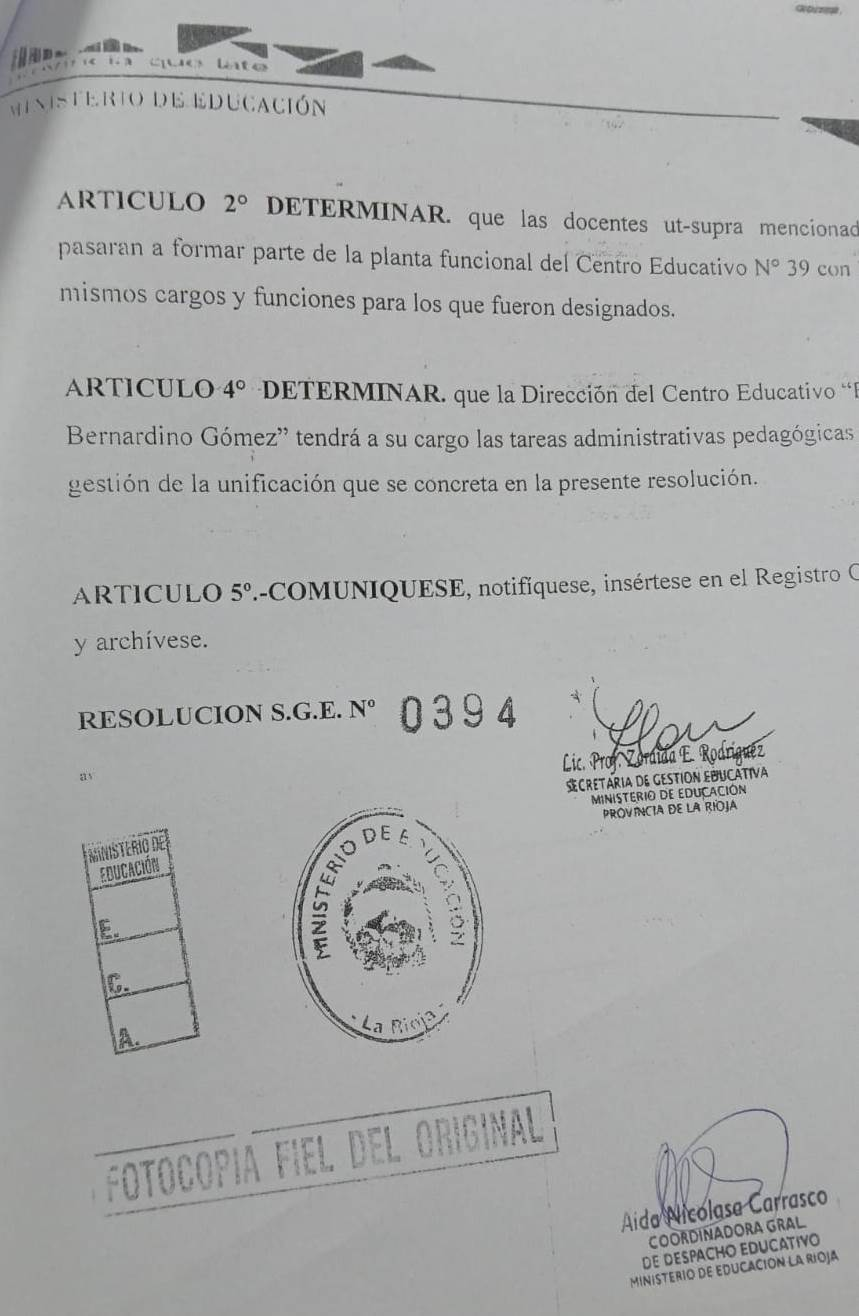 MINISTERIO DE EDUCACIÓN
ARTICULO 2° DETERMINAR. que las docentes ut-supra mencionad
pasaran a formar parte de la planta funcional del Centro Educativo N° 39 con
mismos cargos y funciones para los que fueron designados.
ARTICULO 4° DETERMINAR. que la Dirección del Centro Educativo “
Bernardino Gómez” tendrá a su cargo las tareas administrativas pedagógicas
gestión de la unificación que se concreta en la presente resolución.
ARTICULO 5º.-COMUNIQUESE, notifíquese, insértese en el Registro
y archívese.
RESOLUCION S.G.E. Nº 0394
Lic. Prof. Zoraida E. Rodriguez
SECRETARIA DE GESTION EDUCATIVA
MINISTERIO DE EDUCACIÓN
PROVINCIA DE LA RIOJA
MINISTERIO DE
EDUCACIÓN
E.
C.
A.
MINISTERIO DE EDUCACIÓN
- La Rioja -
FOTOCOPIA FIEL DEL ORIGINAL
Aida Nicolasa Carrasco
COORDINADORA GRAL
DE DESPACHO EDUCATIVO
MINISTERIO DE EDUCACION LA RIOJA